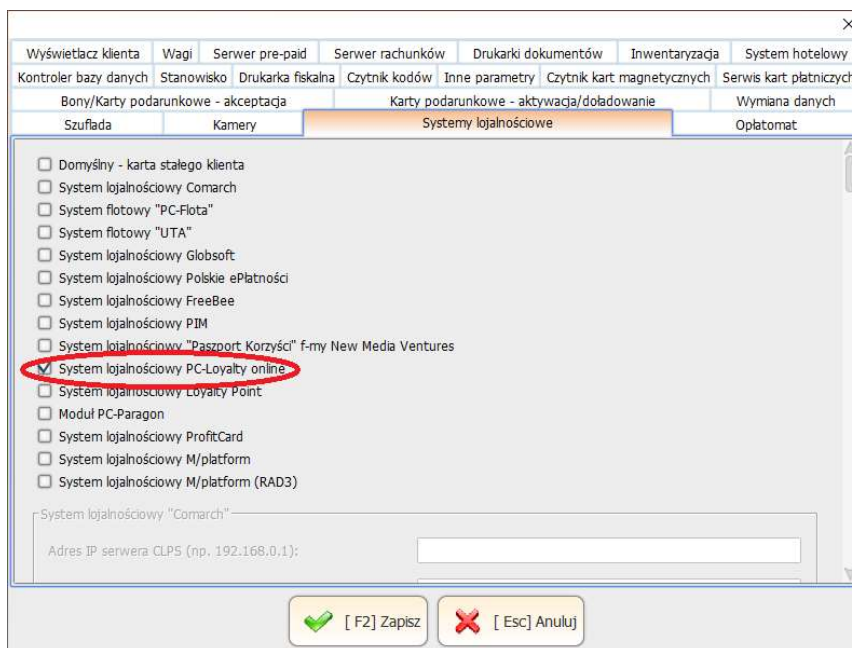 Wyświetlacz klienta Wagi Serwer pre-paid Serwer rachunków Drukarki dokumentów Inwentaryzacja System hotelowy
Kontroler bazy danych Stanowisko Drukarka fiskalna Czytnik kodów Inne parametry Czytnik kart magnetycznych Serwis kart płatniczych
Bony/Karty podarunkowe - akceptacja Karty podarunkowe - aktywacja/doładowanie Wymiana danych
Szuflada Kamery Systemy lojalnościowe Opłatomat
Domyślny - karta stałego klienta
System lojalnościowy Comarch
System flotowy "PC-Flota"
System flotowy "UTA"
System lojalnościowy Globsoft
System lojalnościowy Polskie ePłatności
System lojalnościowy FreeBee
System lojalnościowy PIM
System lojalnościowy "Paszport Korzyści" f-my New Media Ventures
System lojalnościowy PC-Loyalty online
System lojalnościowy Loyalty Point
Moduł PC-Paragon
System lojalnościowy ProfitCard
System lojalnościowy M/platform
System lojalnościowy M/platform (RAD3)
System lojalnościowy "Comarch"
Adres IP serwera CLPS (np. 192.168.0.1):
[ F2] Zapisz [ Esc] Anuluj